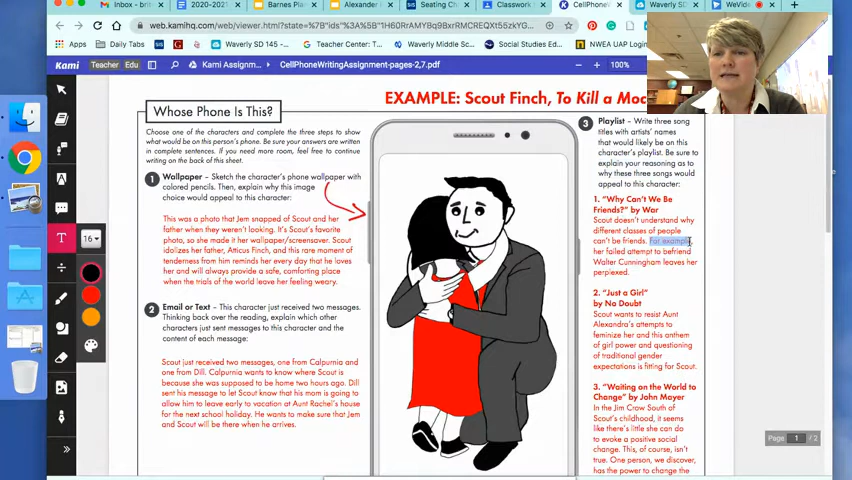 Inbox - brit
2020-2021
Barnes Plan
Alexander
Seating Ch
Classwork
CellPhoneW
Waverly SD
WeVide
web.kamihq.com/web/viewer.html?state=%7B"ids"%3A%5B"160ErRrAMYBq9BxrRMCREQXt55zYVAEGW"%5D%2C"action
Apps
Daily Tabs
Waverly SD 145 -...
Teacher Center: T...
Waverly Middle Sc...
Social Studies Edu...
NWEA UAP Login:...
Kami
Teacher
Edu
Kami Assignm...
CellPhoneWritingAssignment-pages-2,7.pdf
100%
16
EXAMPLE: Scout Finch, To Kill a Moc
Whose Phone Is This?
Choose one of the characters and complete the three steps to show
what would be on this person's phone. Be sure your answers are
written in complete sentences. If you need more room, feel free to continue
writing on the back of this sheet.
1 Wallpaper – Sketch the character's phone wallpaper with
colored pencils. Then, explain why this image
choice would appeal to this character:
This was a photo that Jem snapped of Scout and her
father when they weren't looking. It's Scout's favorite
photo, so she made it her wallpaper/screensaver. Scout
idolizes her father, Atticus Finch, and this rare moment of
tenderness from him reminds her every day that he loves
her and will always provide a safe, comforting place
when the trials of the world leave her feeling weary.
2 Email or Text – This character just received two messages.
Thinking back over the reading, explain which other
characters just sent messages to this character and the
content of each message:
Scout just received two messages, one from Calpurnia and
one from Dill. Calpurnia wants to know where Scout is
because she was supposed to be home two hours ago. Dill
sent his message to let Scout know that his mom is going to
allow him to leave early to vacation at Aunt Rachel's house
for the next school holiday. He wants to make sure that Jem
and Scout will be there when he arrives.
3 Playlist – Write three song
titles with artists' names
that would likely be on this
character's playlist. Be sure to
explain your reasoning as to
why these three songs would
appeal to this character:
1. "Why Can't We Be
Friends?" by War
Scout doesn't understand why
different classes of people
can't be friends. For example,
her failed attempt to befriend
Walter Cunningham leaves her
perplexed.
2. "Just a Girl"
by No Doubt
Scout wants to resist Aunt
Alexandra's attempts to
feminize her and this anthem
of girl power and questioning
of traditional gender
expectations is fitting for Scout.
3. "Waiting on the World to
Change" by John Mayer
In the Jim Crow South of
Scout's childhood, it seems
like there's little she can do
to evoke a positive social
change. This, of course, isn't
true. One person, we discover,
has the power to change the
Page 1 / 2